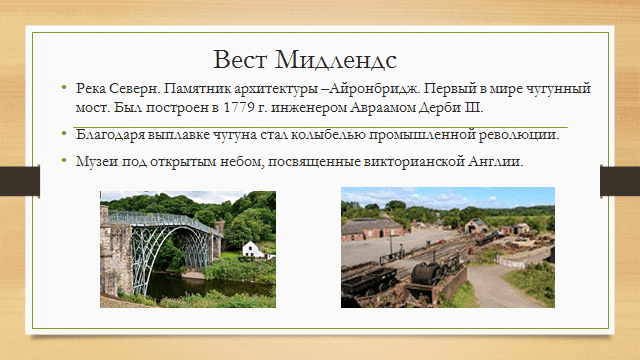 Вест Мидлендс
• Река Северн. Памятник архитектуры –Айронбридж. Первый в мире чугунный
мост. Был построен в 1779 г. инженером Авраамом Дерби III.
• Благодаря выплавке чугуна стал колыбелью промышленной революции.
• Музеи под открытым небом, посвященные викторианской Англии.